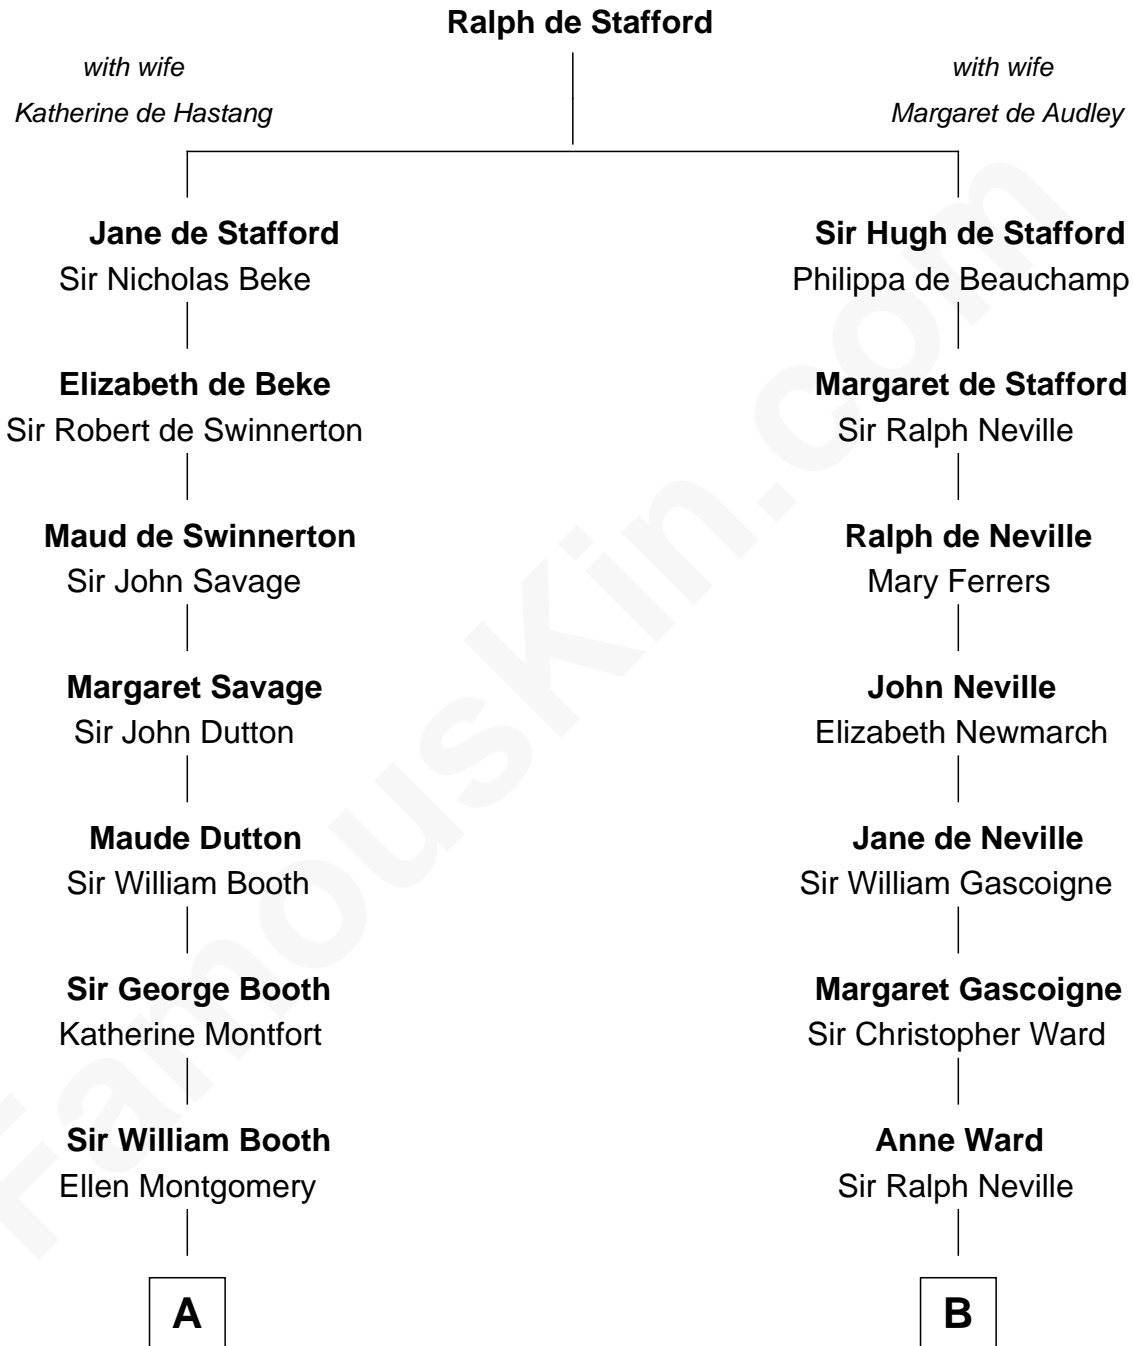 Ralph de Stafford
with wife
Katherine de Hastang
with wife
Margaret de Audley
Jane de Stafford
Sir Nicholas Beke
Elizabeth de Beke
Sir Robert de Swinnerton
Maud de Swinnerton
Sir John Savage
Margaret Savage
Sir John Dutton
Maude Dutton
Sir William Booth
Sir George Booth
Katherine Montfort
Sir William Booth
Ellen Montgomery
A
Sir Hugh de Stafford
Philippa de Beauchamp
Margaret de Stafford
Sir Ralph Neville
Ralph de Neville
Mary Ferrers
John Neville
Elizabeth Newmarch
Jane de Neville
Sir William Gascoigne
Margaret Gascoigne
Sir Christopher Ward
Anne Ward
Sir Ralph Neville
B
FamousKin.com